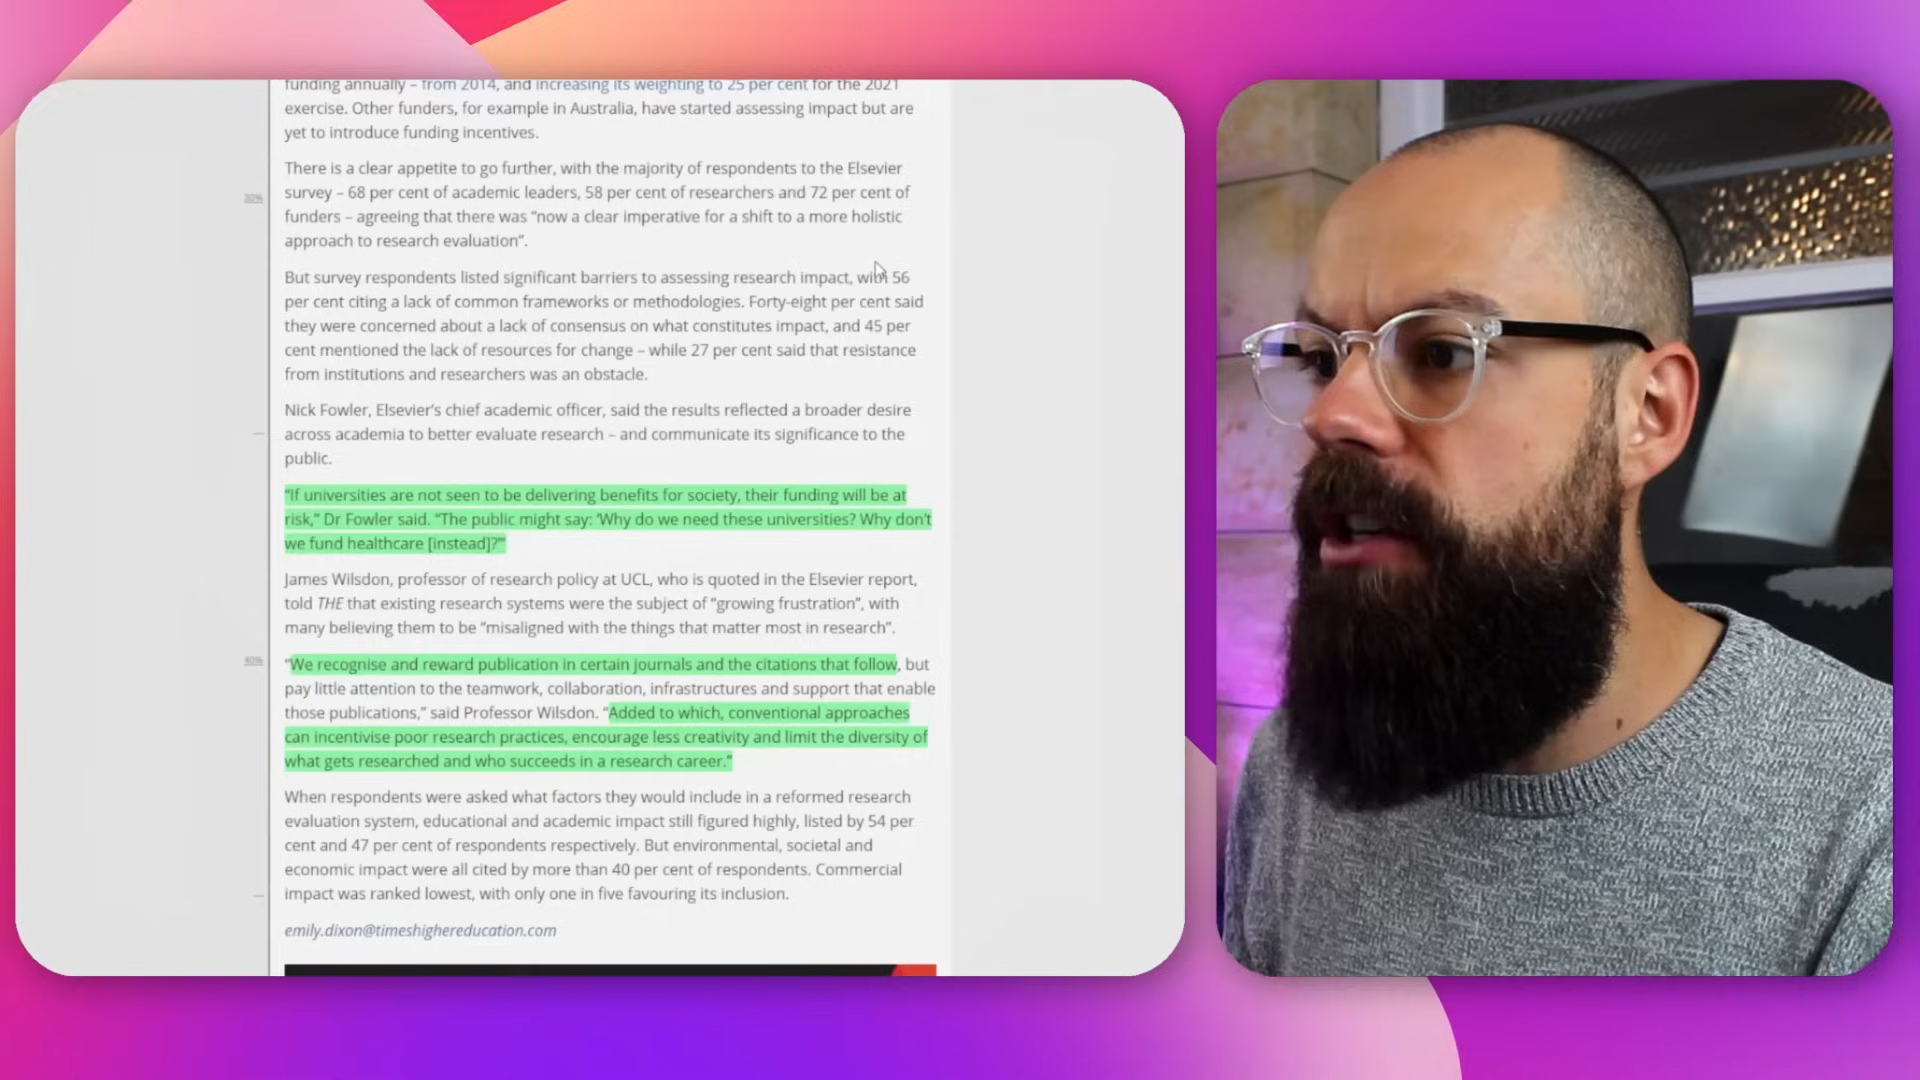 funding annually – from 2014, and increasing its weighting to 25 per cent for the 2021
exercise. Other funders, for example in Australia, have started assessing impact but are
yet to introduce funding incentives.
There is a clear appetite to go further, with the majority of respondents to the Elsevier
survey – 68 per cent of academic leaders, 58 per cent of researchers and 72 per cent of
30%
funders – agreeing that there was “now a clear imperative for a shift to a more holistic
approach to research evaluation”.
But survey respondents listed significant barriers to assessing research impact, with 56
per cent citing a lack of common frameworks or methodologies. Forty-eight per cent said
they were concerned about a lack of consensus on what constitutes impact, and 45 per
cent mentioned the lack of resources for change – while 27 per cent said that resistance
from institutions and researchers was an obstacle.
Nick Fowler, Elsevier’s chief academic officer, said the results reflected a broader desire
across academia to better evaluate research – and communicate its significance to the
public.
“If universities are not seen to be delivering benefits for society, their funding will be at
risk,” Dr Fowler said. “The public might say: ‘Why do we need these universities? Why don’t
we fund healthcare [instead]?’”
James Wilsdon, professor of research policy at UCL, who is quoted in the Elsevier report,
told THE that existing research systems were the subject of “growing frustration”, with
many believing them to be “misaligned with the things that matter most in research”.
40%
“We recognise and reward publication in certain journals and the citations that follow, but
pay little attention to the teamwork, collaboration, infrastructures and support that enable
those publications,” said Professor Wilsdon. “Added to which, conventional approaches
can incentivise poor research practices, encourage less creativity and limit the diversity of
what gets researched and who succeeds in a research career.”
When respondents were asked what factors they would include in a reformed research
evaluation system, educational and academic impact still figured highly, listed by 54 per
cent and 47 per cent of respondents respectively. But environmental, societal and
economic impact were all cited by more than 40 per cent of respondents. Commercial
impact was ranked lowest, with only one in five favouring its inclusion.
emily.dixon@timeshighereducation.com